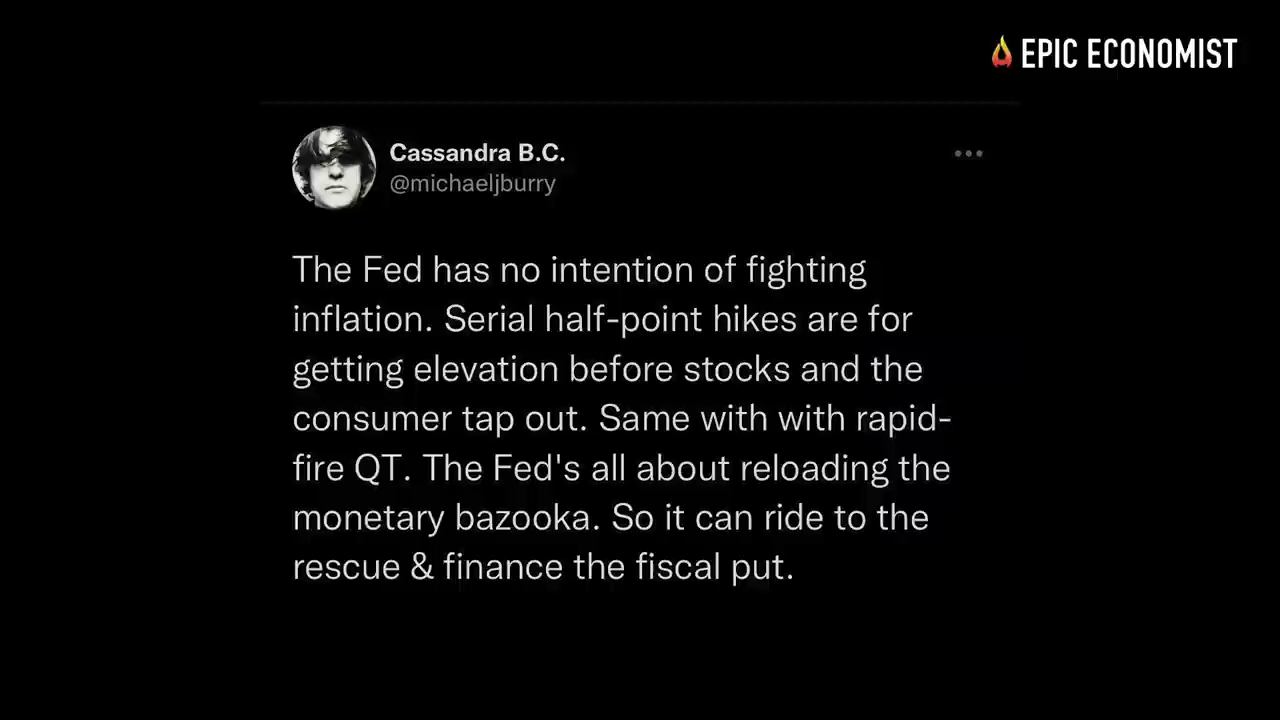 EPIC ECONOMIST
Cassandra B.C.
@michaeljburry
The Fed has no intention of fighting
inflation. Serial half-point hikes are for
getting elevation before stocks and the
consumer tap out. Same with with rapid-
fire QT. The Fed's all about reloading the
monetary bazooka. So it can ride to the
rescue & finance the fiscal put.